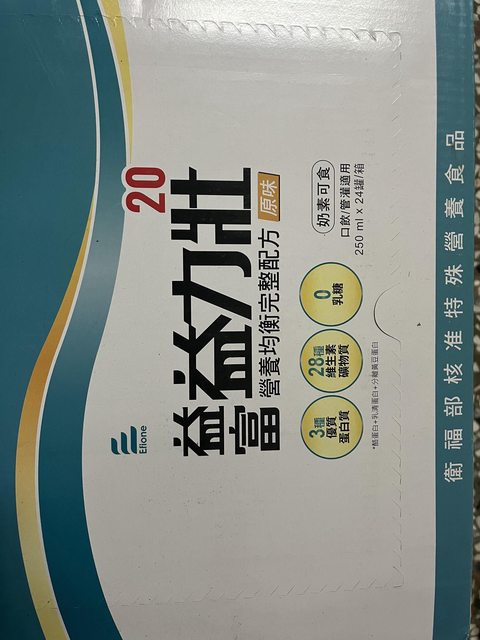 Efione
益富
益力壯20
營養均衡完整配方 原味
3種
優質
蛋白質
28種
維生素
礦物質
0
乳糖
奶素可食
口飲/管灌適用
250 ml x 24罐/箱
*酪蛋白+乳清蛋白+分離黃豆蛋白
衛福部核准特殊營養食品